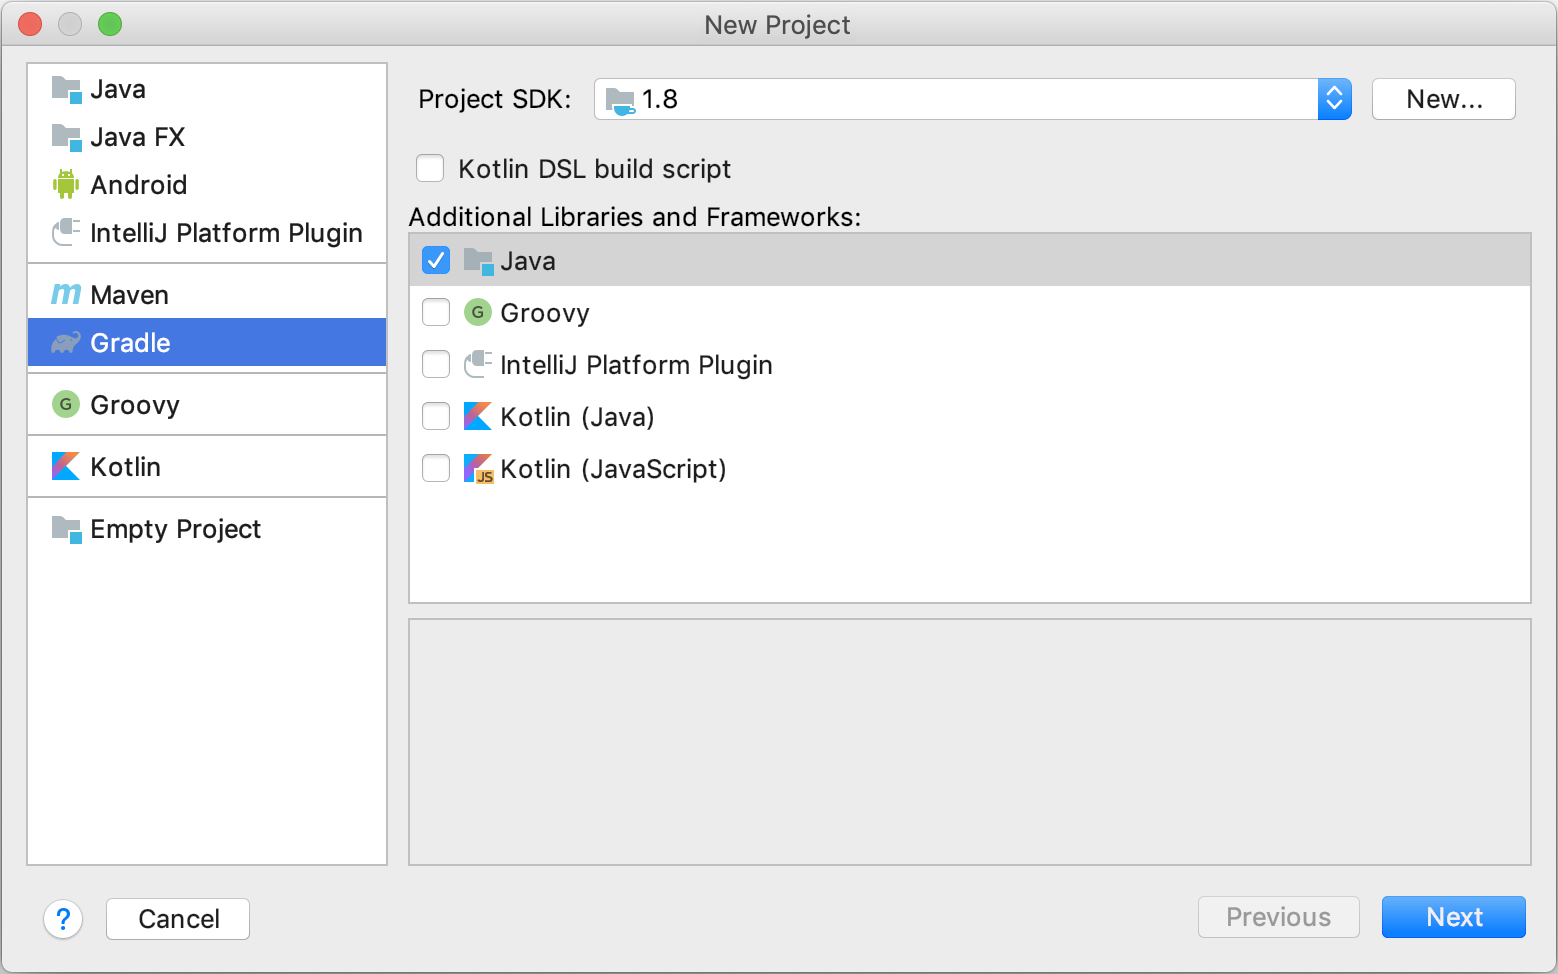 New Project
Java
Java FX
Android
IntelliJ Platform Plugin
m Maven
Gradle
G Groovy
Kotlin
Empty Project
Project SDK: 1.8 New...
Kotlin DSL build script
Additional Libraries and Frameworks:
Java
G Groovy
IntelliJ Platform Plugin
Kotlin (Java)
JS Kotlin (JavaScript)
? Cancel Previous Next